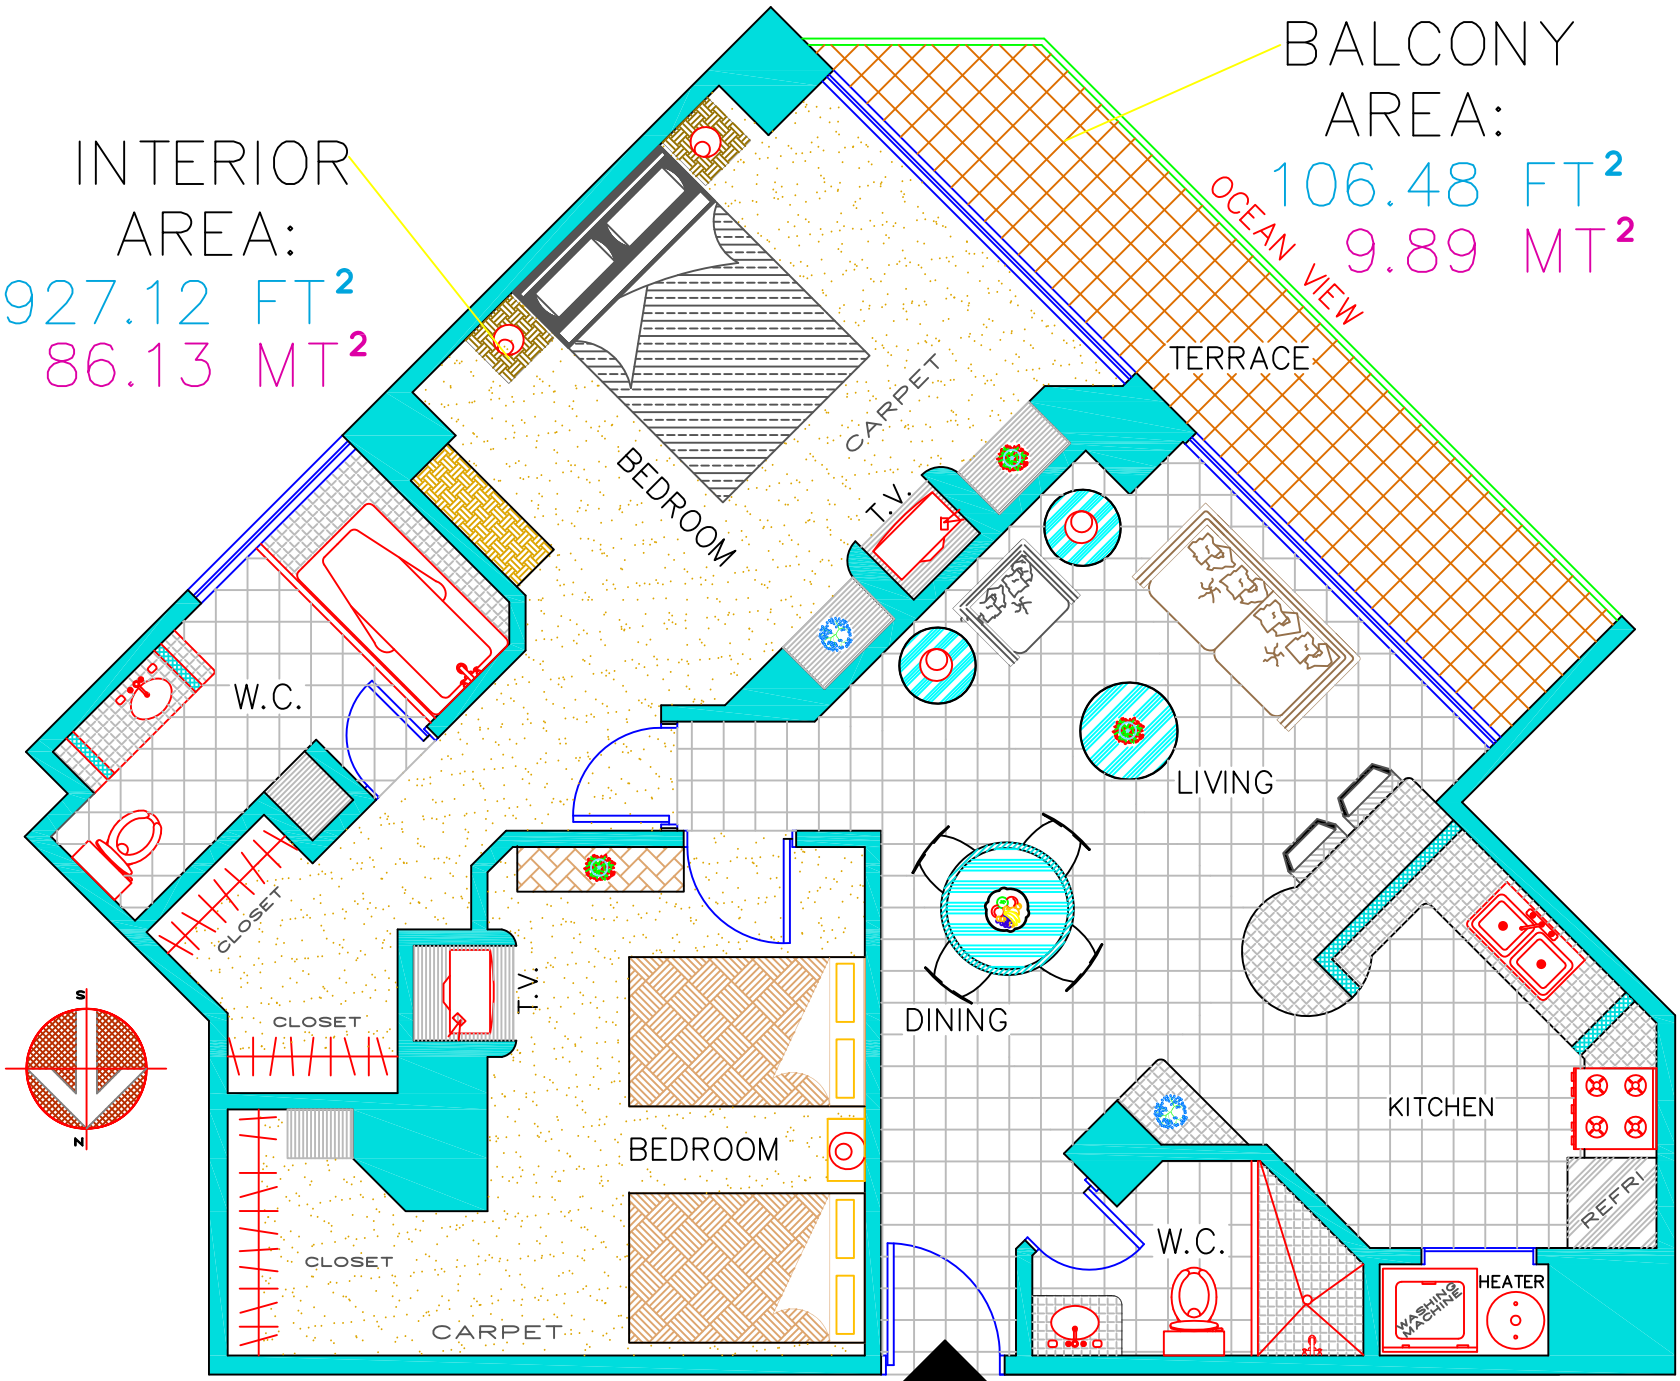 BALCONY
AREA:
106.48 FT²
9.89 MT²
INTERIOR
AREA:
927.12 FT²
86.13 MT²
OCEAN VIEW
TERRACE
CARPET
BEDROOM
T.V.
W.C.
LIVING
CLOSET
S
N
CLOSET
T.V.
DINING
KITCHEN
BEDROOM
REFRI
W.C.
CLOSET
HEATER
WASHING
MACHINE
CARPET